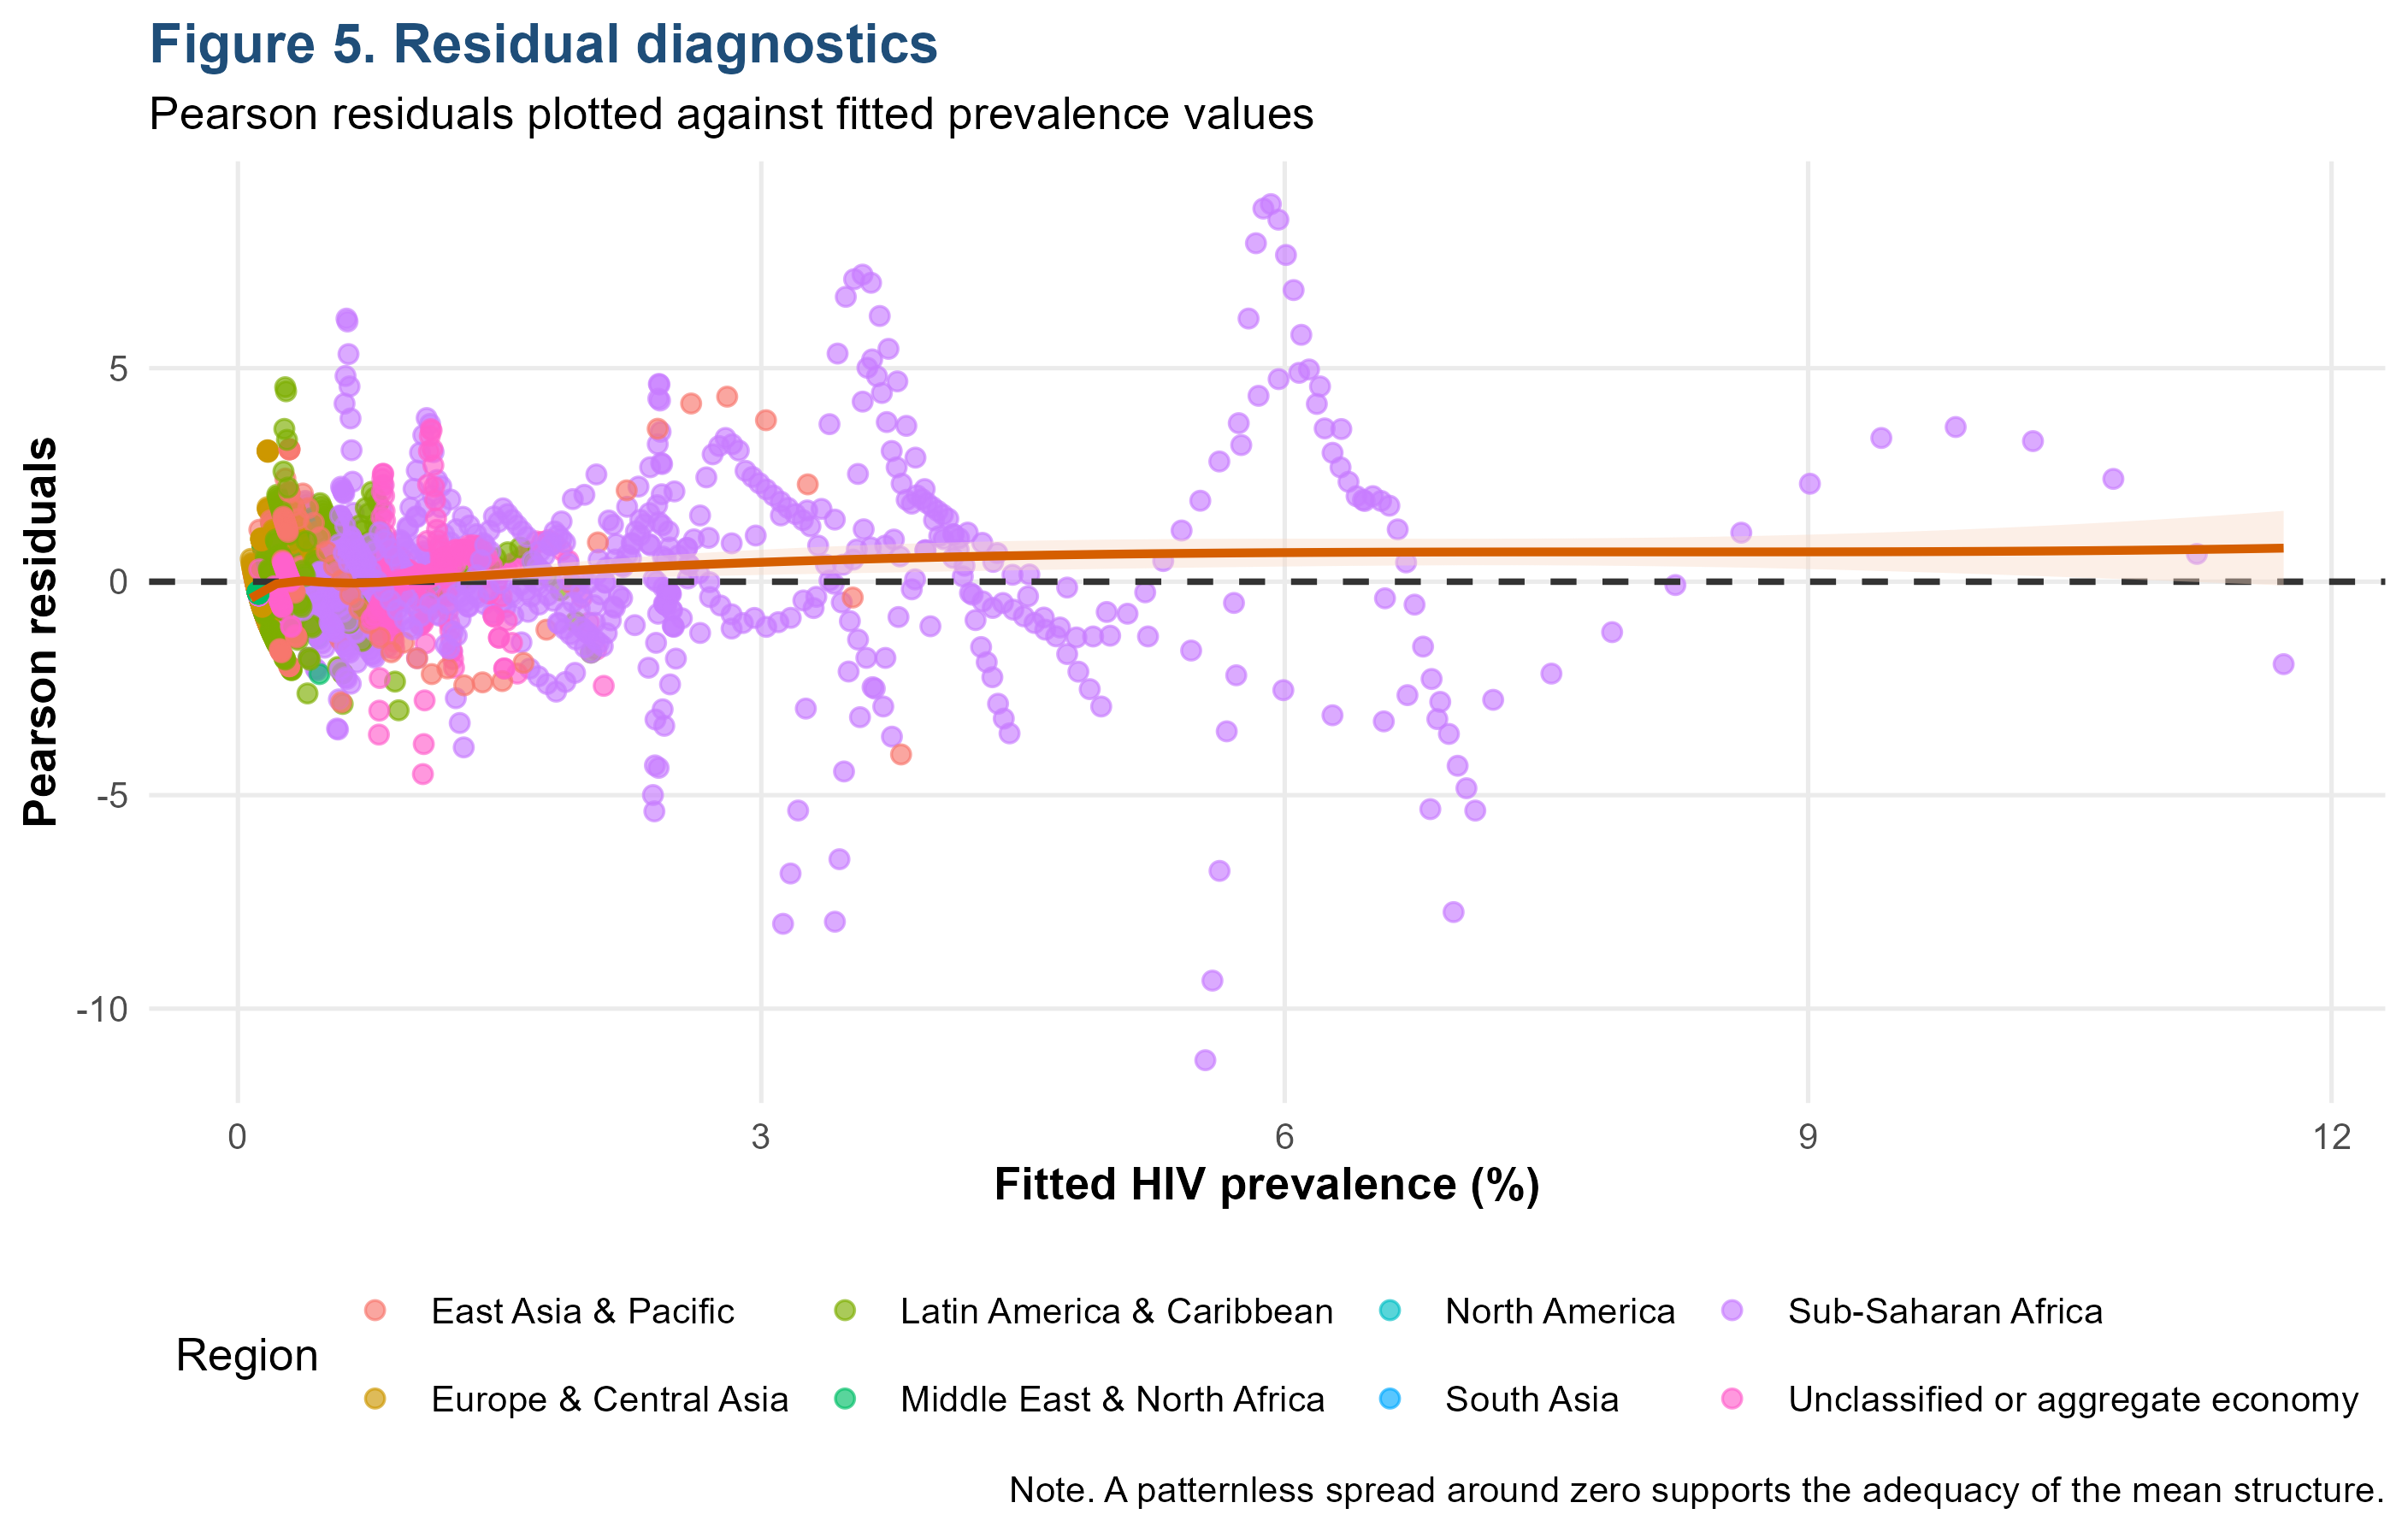 Figure 5. Residual diagnostics
Pearson residuals plotted against fitted prevalence values
Pearson residuals
5
0
-5
-10
0 3 6 9 12
Fitted HIV prevalence (%)
Region
East Asia & Pacific
Latin America & Caribbean
North America
Sub-Saharan Africa
Europe & Central Asia
Middle East & North Africa
South Asia
Unclassified or aggregate economy
Note. A patternless spread around zero supports the adequacy of the mean structure.